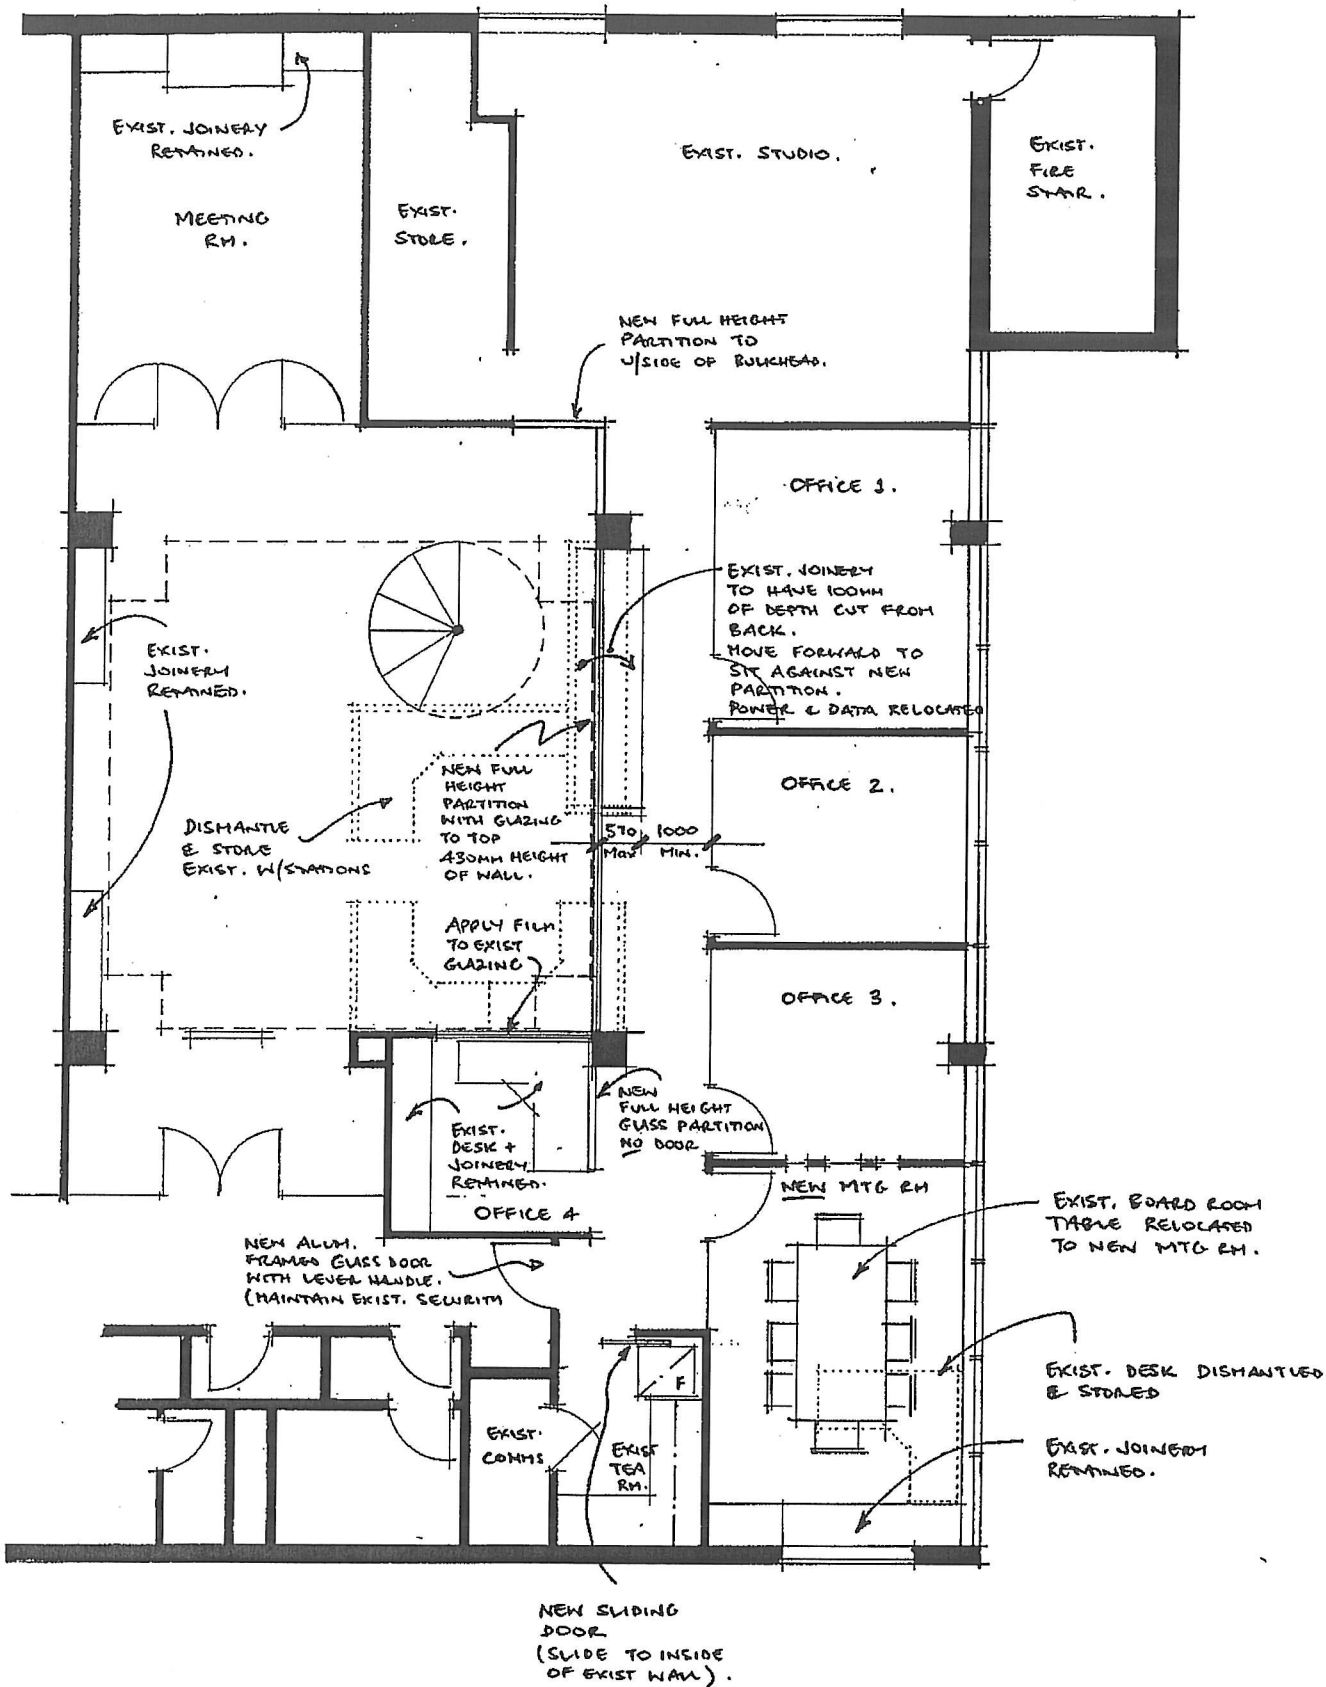 EXIST. JOINERY
RETAINED.
MEETING
RM.
EXIST.
STORE.
EXIST. STUDIO.
EXIST.
FIRE
STAIR.
NEW FULL HEIGHT
PARTITION TO
U/SIDE OF BULKHEAD.
OFFICE 1.
EXIST. JOINERY
TO HAVE 100MM
OF DEPTH CUT FROM
BACK.
MOVE FORWARD TO
SIT AGAINST NEW
PARTITION.
POWER & DATA RELOCATED
EXIST.
JOINERY
RETAINED.
NEW FULL
HEIGHT
PARTITION
WITH GLAZING
TO TOP
430MM HEIGHT
OF WALL.
OFFICE 2.
DISMANTLE
& STORE
EXIST. W/STATIONS
570
MAX
1000
MIN.
APPLY FILM
TO EXIST
GLAZING
OFFICE 3.
NEW
FULL HEIGHT
GLASS PARTITION
NO DOOR
EXIST.
DESK +
JOINERY
RETAINED.
OFFICE 4
NEW MTG RM
EXIST. BOARD ROOM
TABLE RELOCATED
TO NEW MTG RM.
NEW ALUM.
FRAMED GLASS DOOR
WITH LEVER HANDLE.
(MAINTAIN EXIST. SECURITY
F
EXIST. DESK DISMANTLED
& STORED
EXIST.
COMMS
EXIST
TEA
RM.
EXIST. JOINERY
RETAINED.
NEW SLIDING
DOOR
(SLIDE TO INSIDE
OF EXIST WALL).